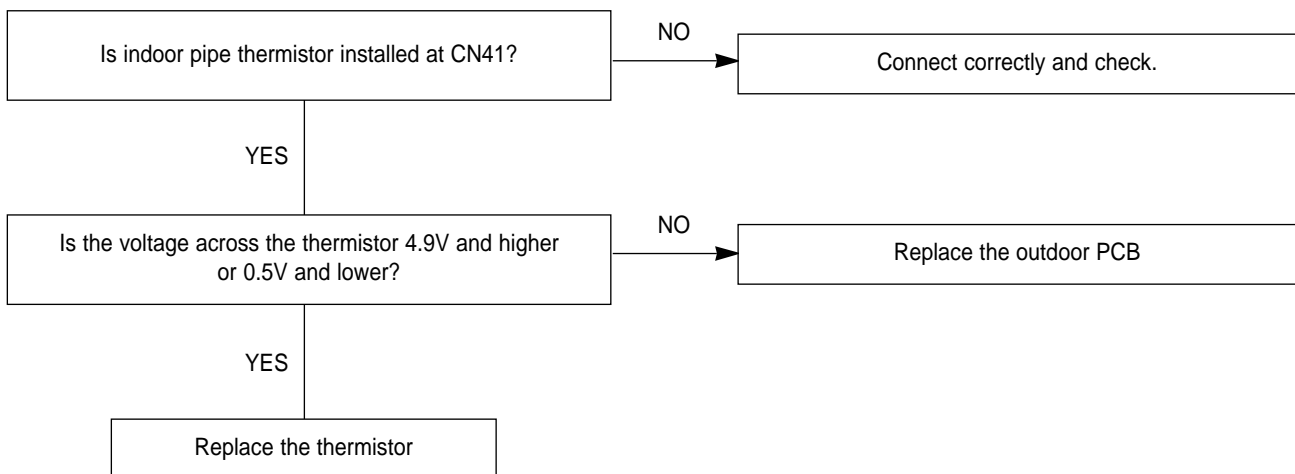 Is indoor pipe thermistor installed at CN41?
NO
Connect correctly and check.
YES
Is the voltage across the thermistor 4.9V and higher
or 0.5V and lower?
NO
Replace the outdoor PCB
YES
Replace the thermistor